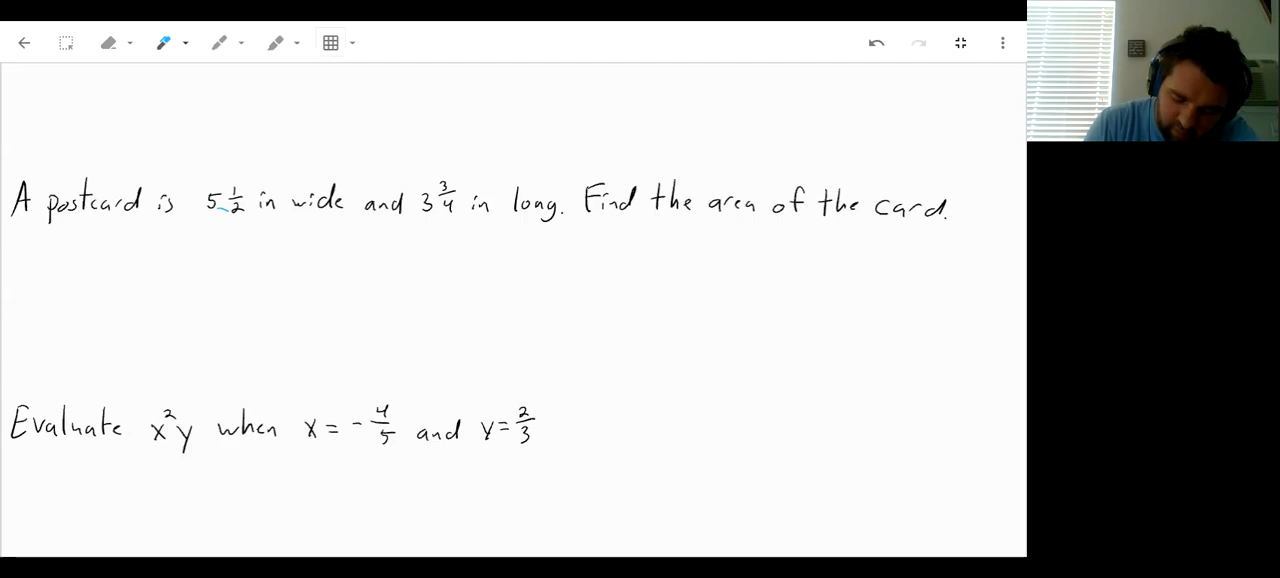 A postcard is 5 1/2 in wide and 3 3/4 in long. Find the area of the card.
Evaluate x²y when x = -4/5 and y = 2/3